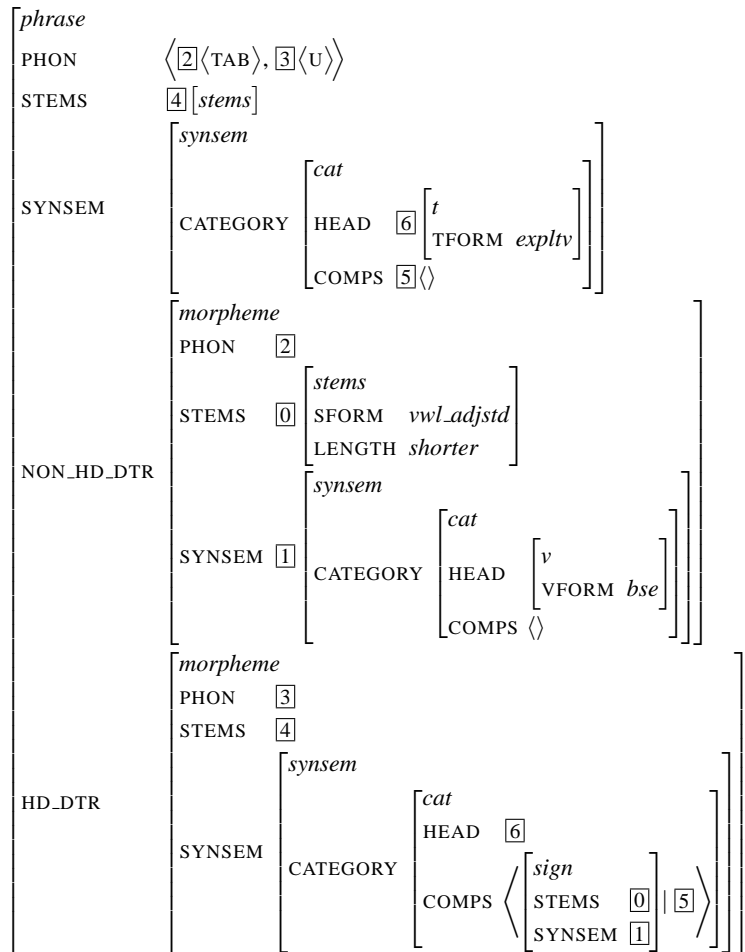 phrase
PHON ⟨[2]⟨TAB⟩, [3]⟨U⟩⟩
STEMS [4][stems]
synsem
cat
SYNSEM CATEGORY HEAD [6] t
TFORM expltv
COMPS [5]⟨⟩
morpheme
PHON [2]
stems
STEMS [0] SFORM vwl_adjstd
LENGTH shorter
NON_HD_DTR
synsem
cat
SYNSEM [1] CATEGORY HEAD v
VFORM bse
COMPS ⟨⟩
morpheme
PHON [3]
STEMS [4]
synsem
HD_DTR cat
HEAD [6]
SYNSEM CATEGORY sign
COMPS ⟨ STEMS [0] | [5] ⟩
SYNSEM [1]